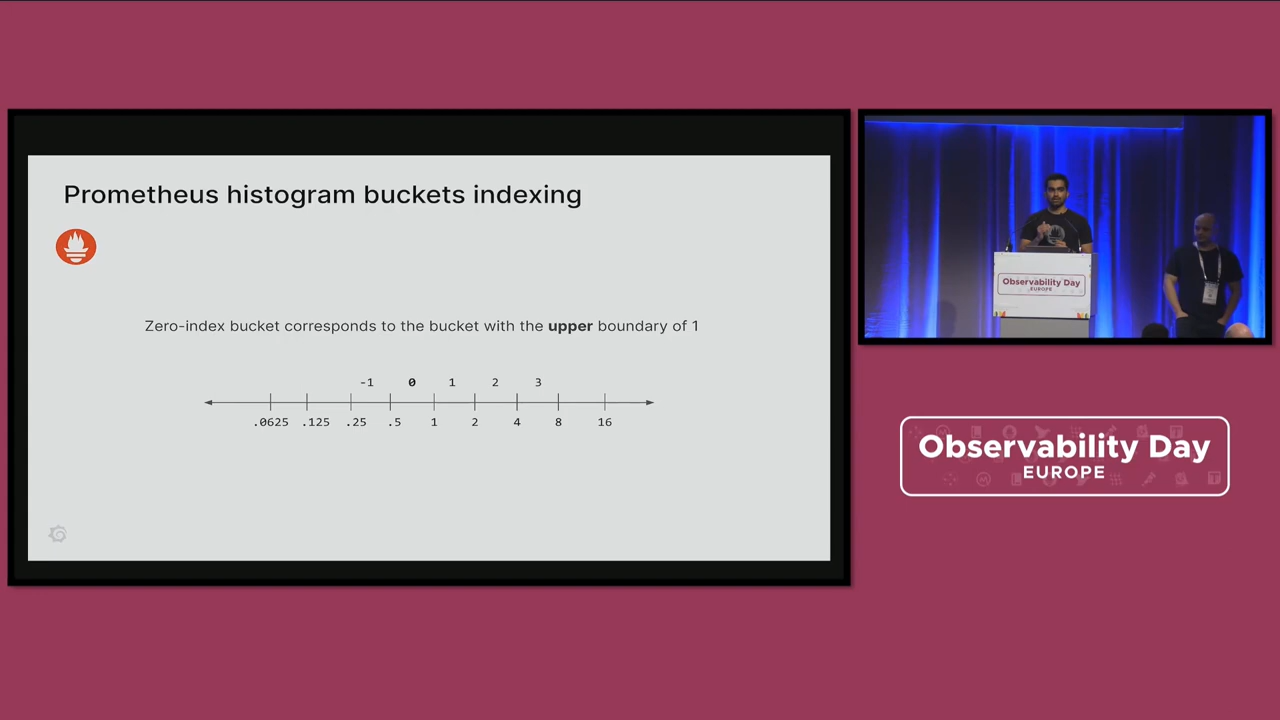 Prometheus histogram buckets indexing
Zero-index bucket corresponds to the bucket with the upper boundary of 1
-1 0 1 2 3
.0625 .125 .25 .5 1 2 4 8 16
Observability Day
EUROPE
Observability Day
EUROPE